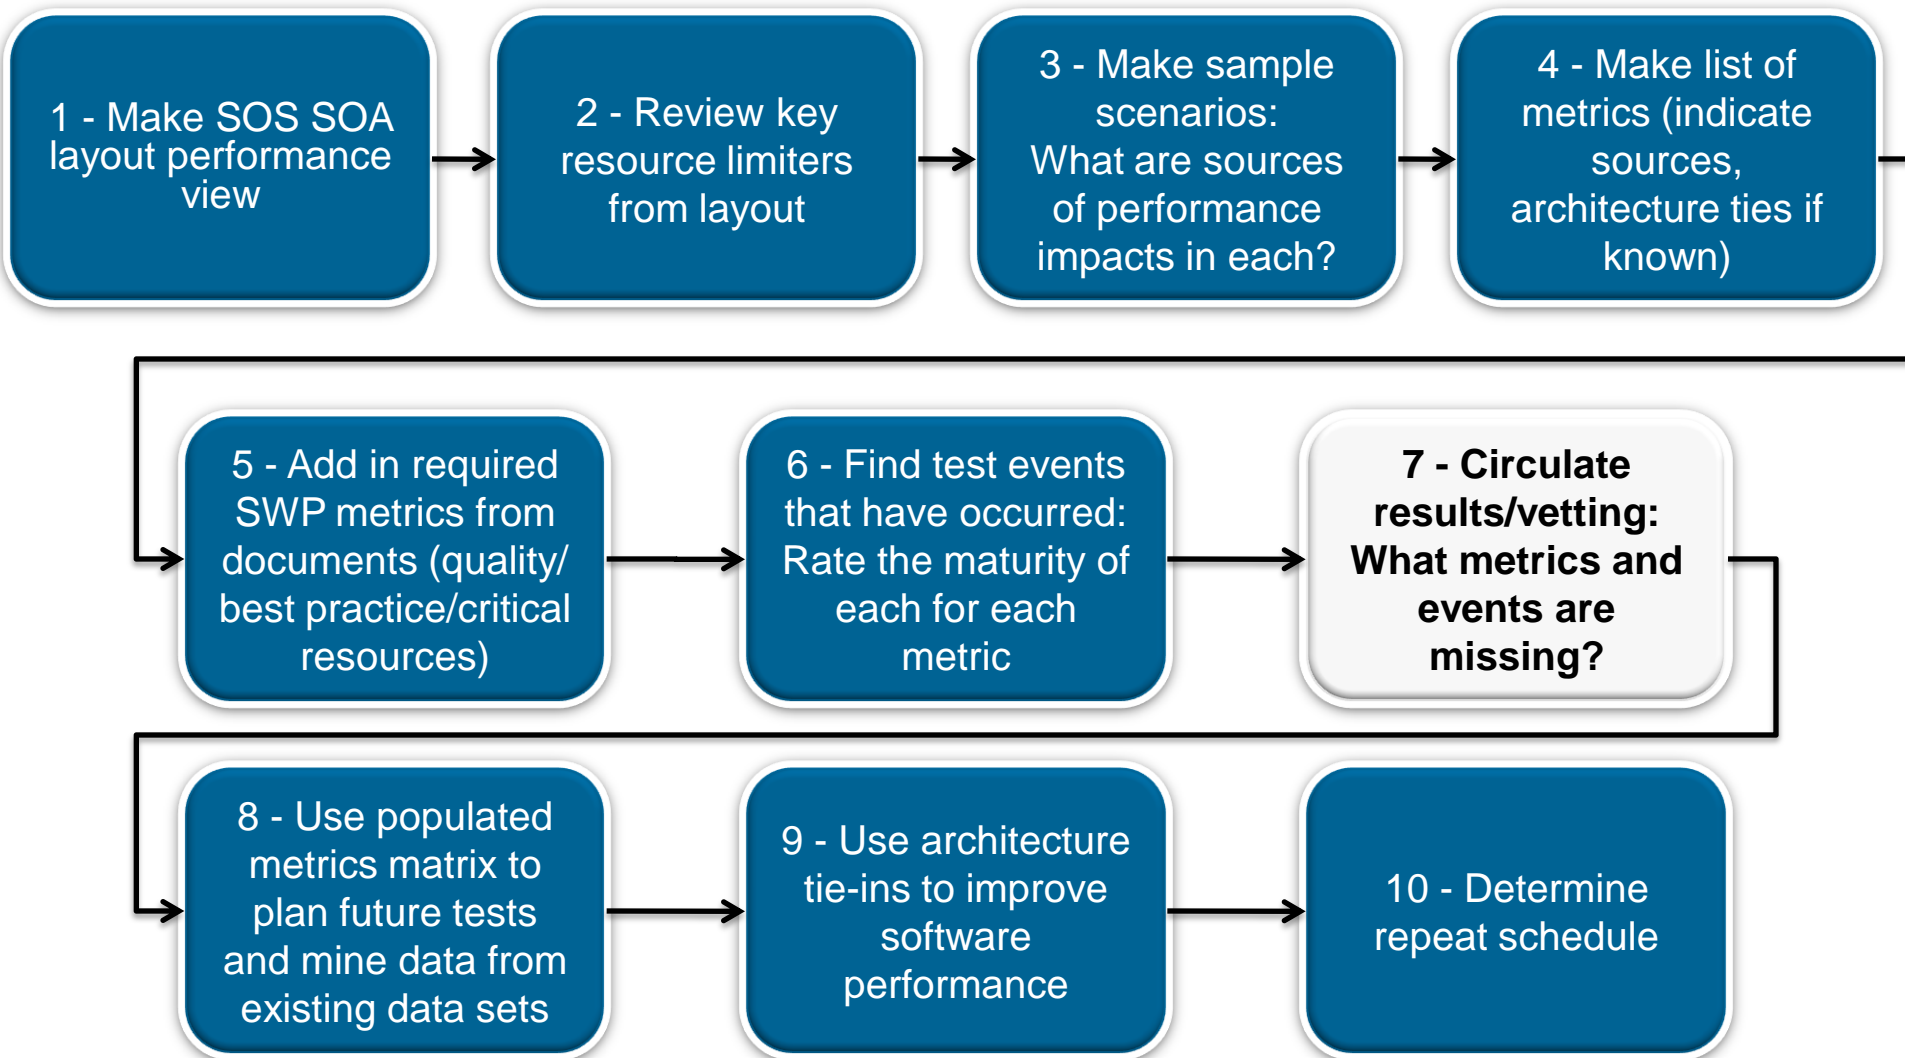 1 - Make SOS SOA
layout performance
view
2 - Review key
resource limiters
from layout
3 - Make sample
scenarios:
What are sources
of performance
impacts in each?
4 - Make list of
metrics (indicate
sources,
architecture ties if
known)
5 - Add in required
SWP metrics from
documents (quality/
best practice/critical
resources)
6 - Find test events
that have occurred:
Rate the maturity of
each for each
metric
7 - Circulate
results/vetting:
What metrics and
events are
missing?
8 - Use populated
metrics matrix to
plan future tests
and mine data from
existing data sets
9 - Use architecture
tie-ins to improve
software
performance
10 - Determine
repeat schedule